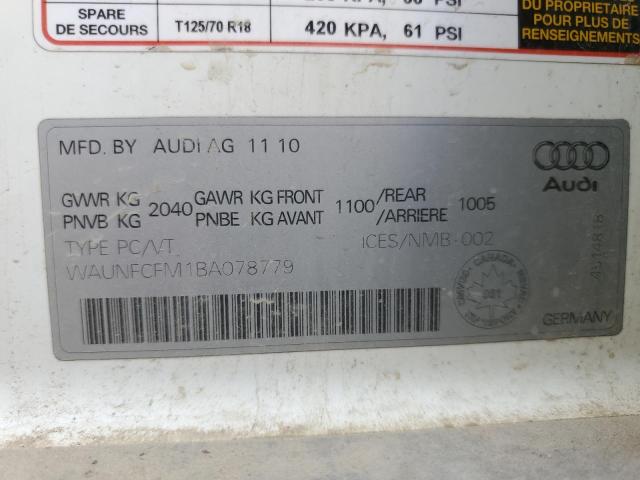 SPARE
DE SECOURS
T125/70 R18
420 KPA, 61 PSI
DU PROPRIETAIRE
POUR PLUS DE
RENSEIGNEMENTS
MFD. BY AUDI AG 11 10
GVWR KG 2040 GAWR KG FRONT 1100/REAR 1005
PNVB KG PNBE KG AVANT /ARRIERE
TYPE PC/VT ICES/NMB-002
WAUNFCFM1BA078779
Audi
GERMANY